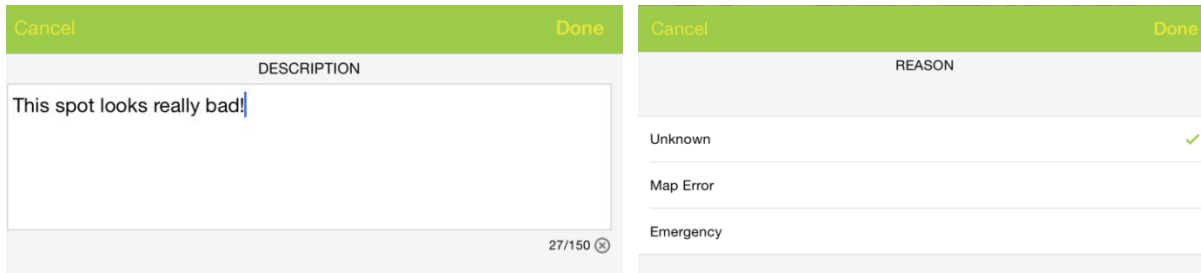 Cancel Done
DESCRIPTION
This spot looks really bad!
27/150
Cancel Done
REASON
Unknown
Map Error
Emergency